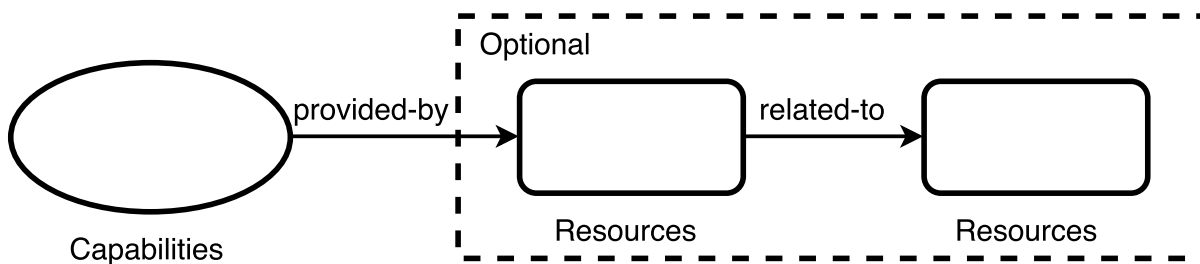 Optional
provided-by
related-to
Capabilities
Resources
Resources